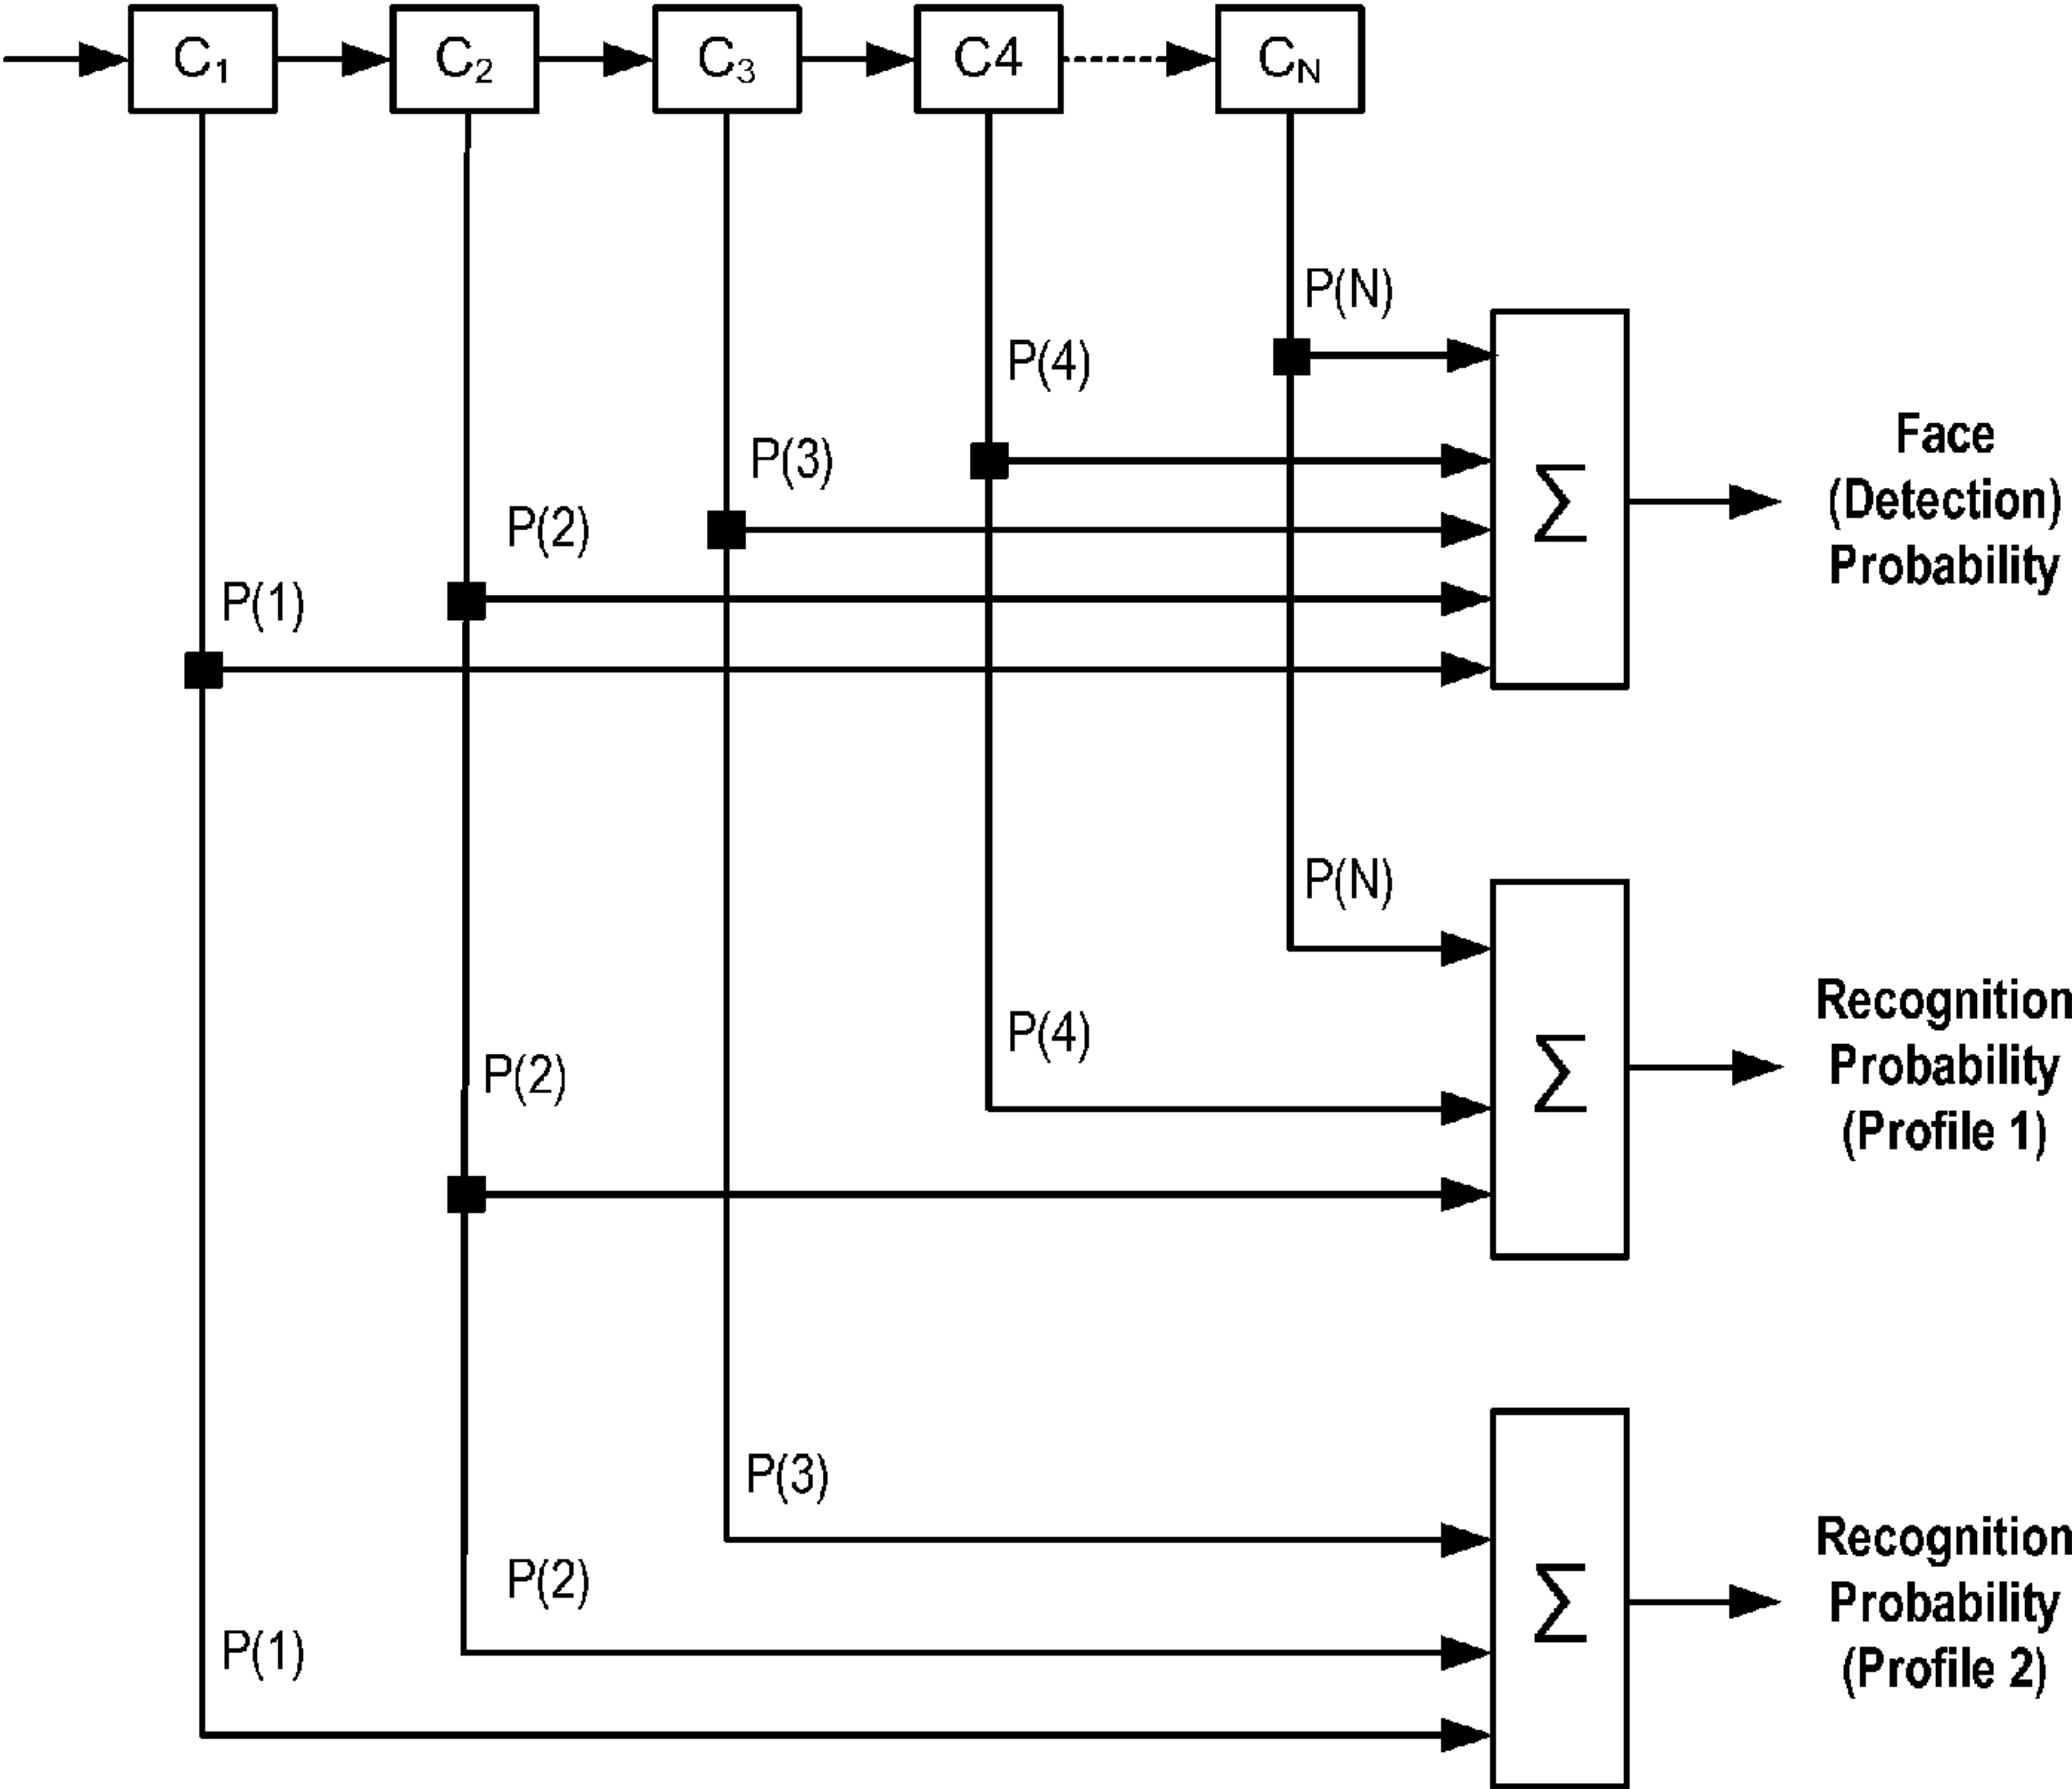 C1
C2
C3
C4
CN
P(N)
P(4)
P(3)
P(2)
P(1)
∑
Face
(Detection)
Probability
P(N)
P(4)
P(2)
∑
Recognition
Probability
(Profile 1)
P(3)
P(2)
P(1)
∑
Recognition
Probability
(Profile 2)